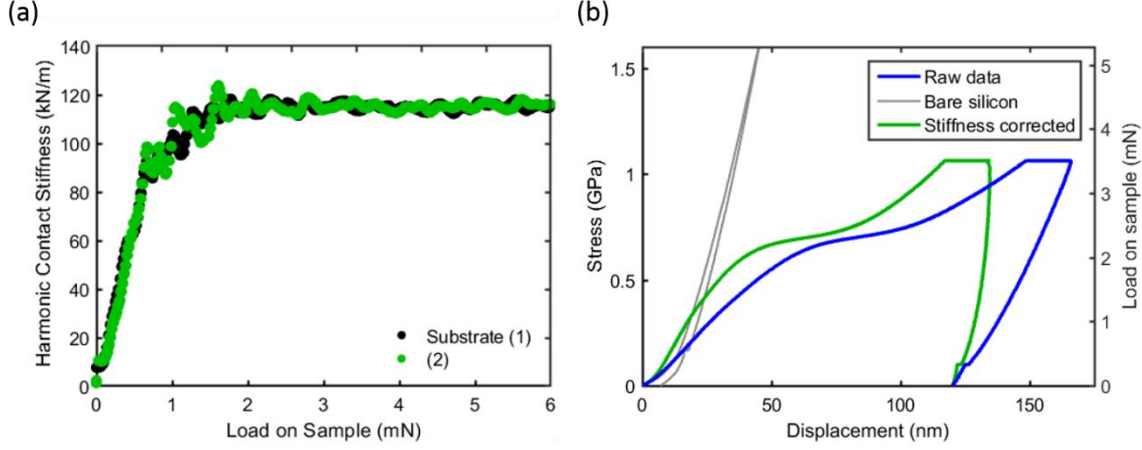 (a)
140
120
100
80
60
40
20
0
Harmonic Contact Stiffness (kN/m)
Substrate (1)
(2)
0 1 2 3 4 5 6
Load on Sample (mN)
(b)
1.5
1
0.5
0
Stress (GPa)
Raw data
Bare silicon
Stiffness corrected
5
4
3
2
1
0
Load on sample (mN)
0 50 100 150
Displacement (nm)